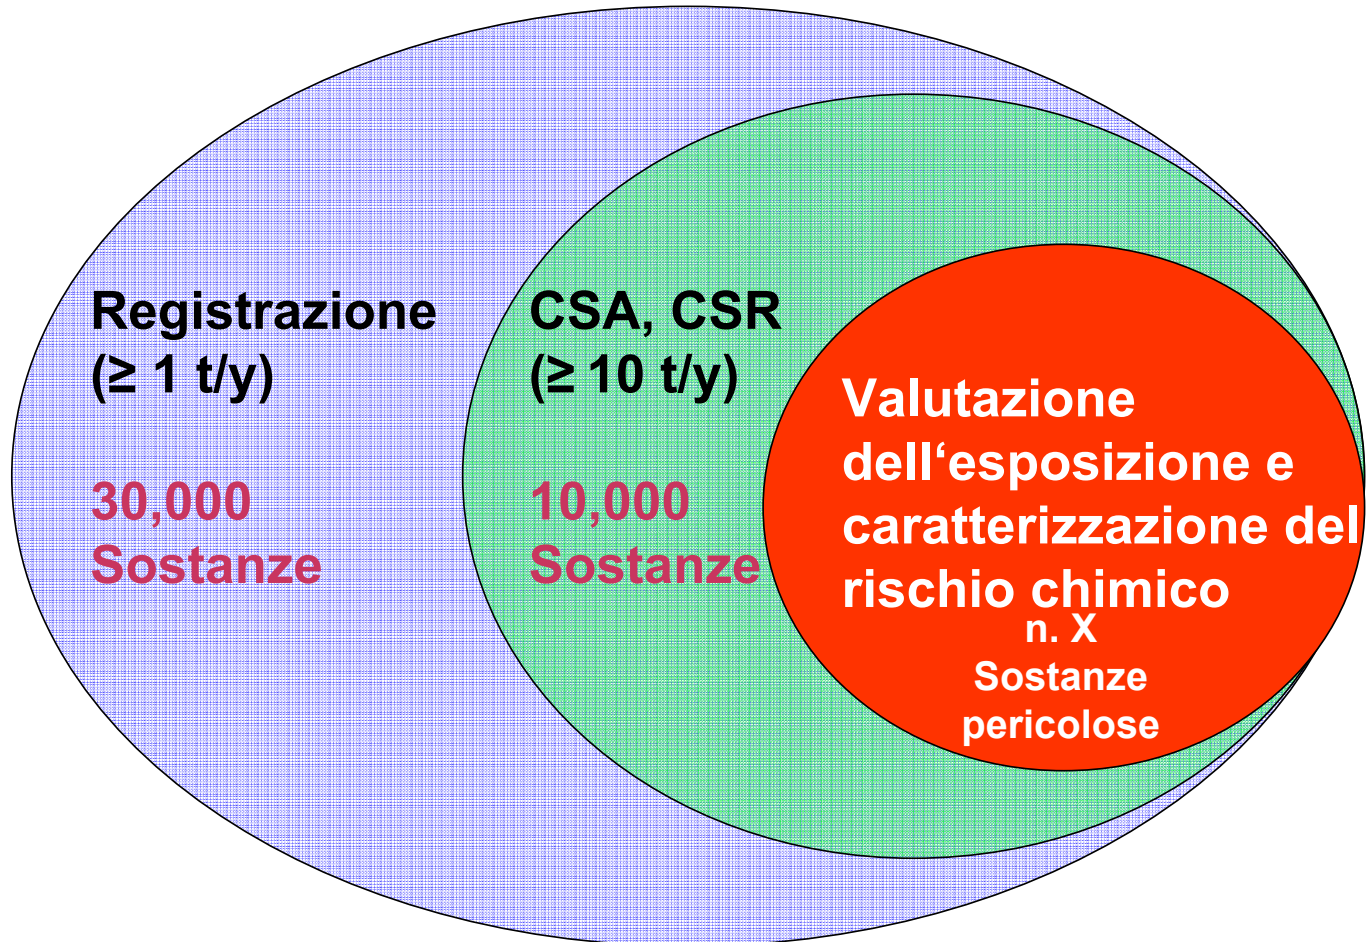 Registrazione
(≥ 1 t/y)
30,000
Sostanze
CSA, CSR
(≥ 10 t/y)
10,000
Sostanze
Valutazione
dell‘esposizione e
caratterizzazione del
rischio chimico
n. X
Sostanze
pericolose